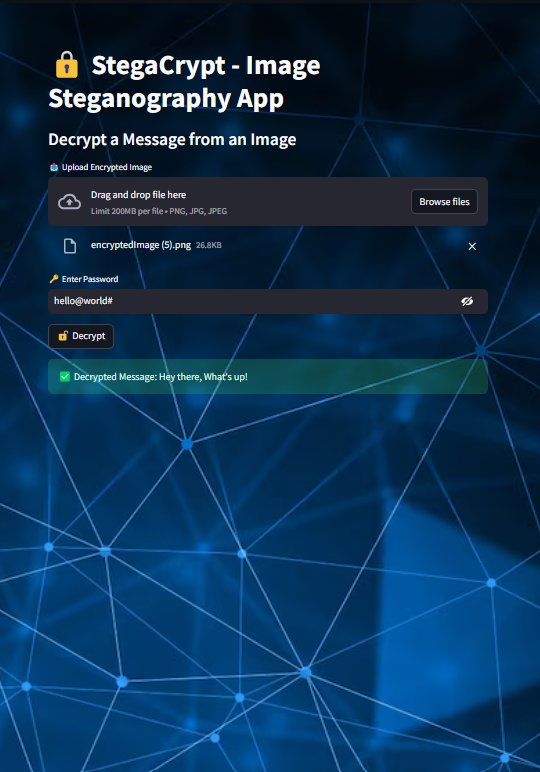 🔒 StegaCrypt - Image
Steganography App
Decrypt a Message from an Image
📤 Upload Encrypted Image
Drag and drop file here
Limit 200MB per file • PNG, JPG, JPEG
Browse files
encryptedImage (5).png 26.8KB
🔑 Enter Password
hello@world#
🔓 Decrypt
✅ Decrypted Message: Hey there, What's up!